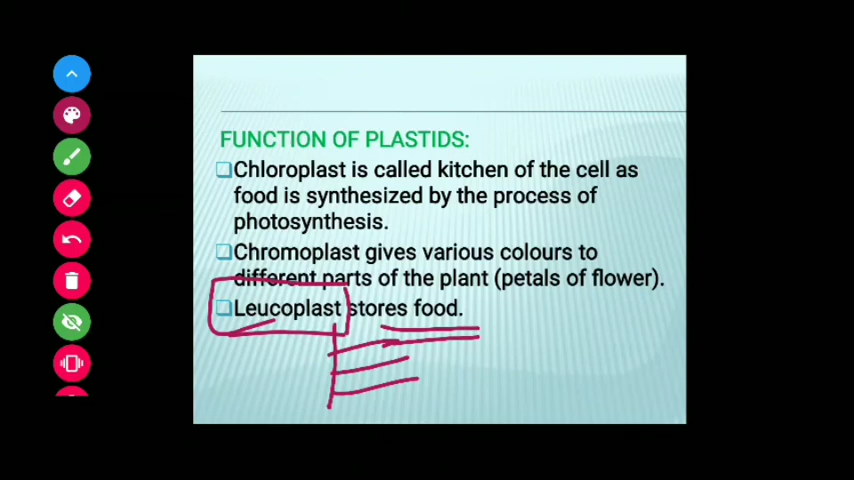 FUNCTION OF PLASTIDS:
Chloroplast is called kitchen of the cell as
food is synthesized by the process of
photosynthesis.
Chromoplast gives various colours to
different parts of the plant (petals of flower).
Leucoplast stores food.